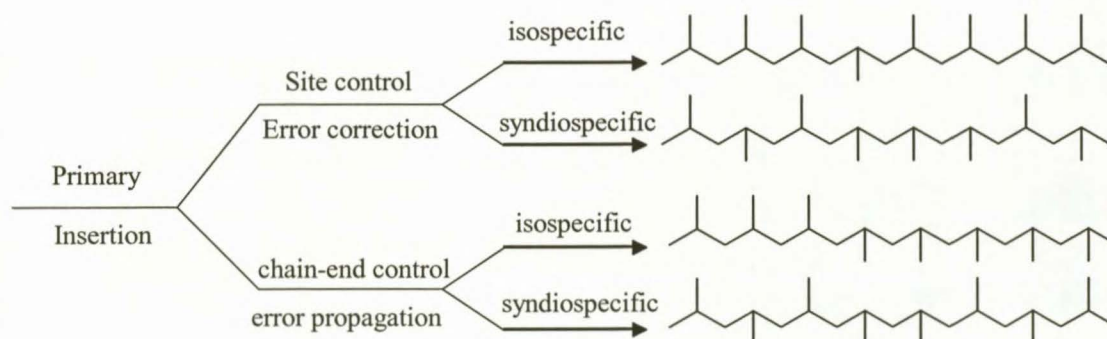 isospecific
Site control
Error correction
syndiospecific
Primary
Insertion
isospecific
chain-end control
error propagation
syndiospecific